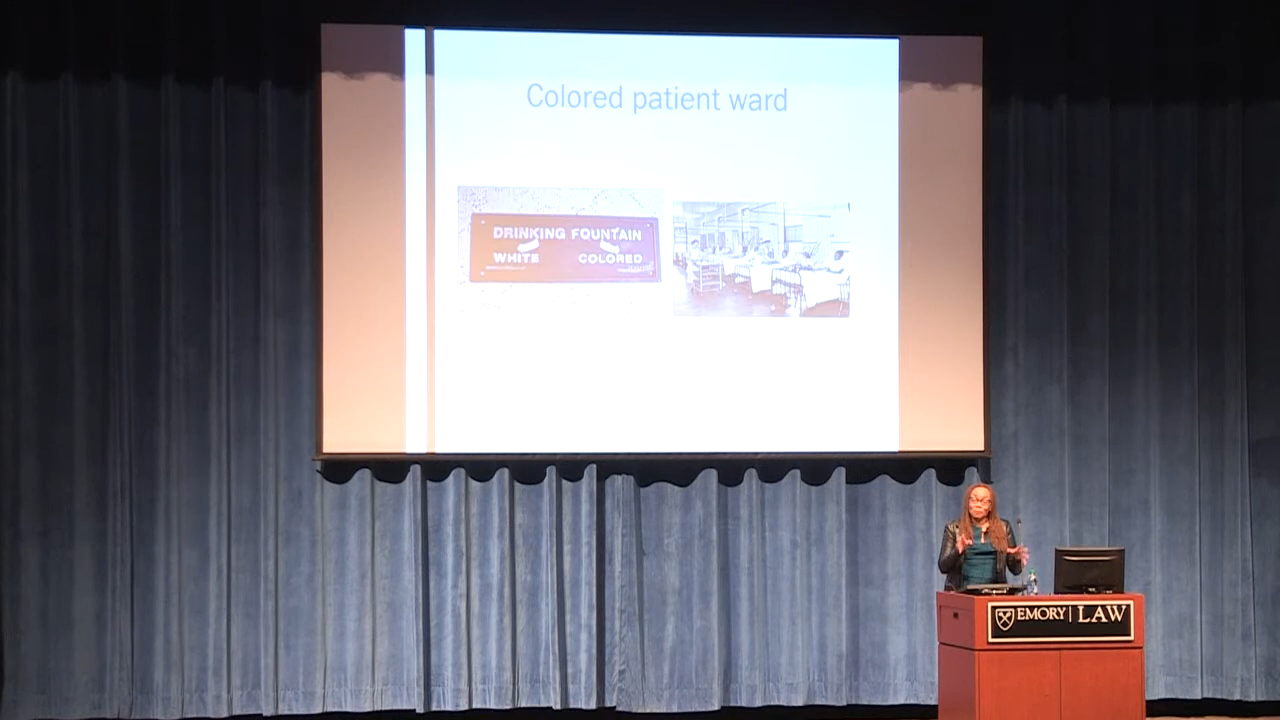 Colored patient ward
DRINKING FOUNTAIN
WHITE COLORED
EMORY | LAW